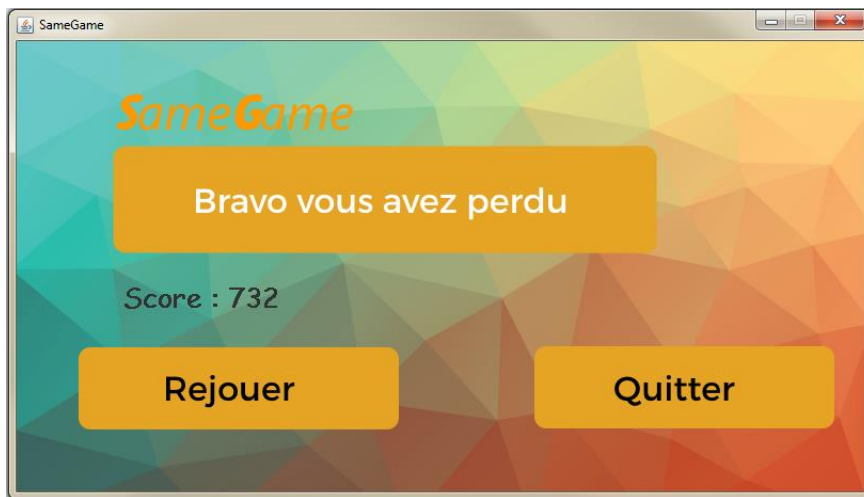 SameGame
SameGame
Bravo vous avez perdu
Score : 732
Rejouer
Quitter